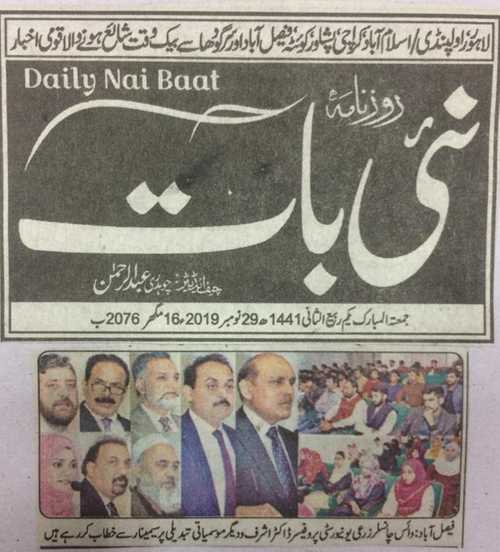 لاہور، راولپنڈی/اسلام آباد، کراچی، پشاور، کوئٹہ، فیصل آباد اور سرگودھا سے بیک وقت شائع ہونے والا قومی اخبار
Daily Nai Baat
روزنامہ
نئی بات
چیف ایڈیٹر: چوہدری عبدالرحمٰن
جمعۃ المبارک یکم ربیع الثانی 1441ھ 29 نومبر 2019ء 16 مگھر 2076 ب
فیصل آباد: وائس چانسلر زرعی یونیورسٹی پروفیسر ڈاکٹر اشرف و دیگر موسمیاتی تبدیلی پر سیمینار سے خطاب کر رہے ہیں